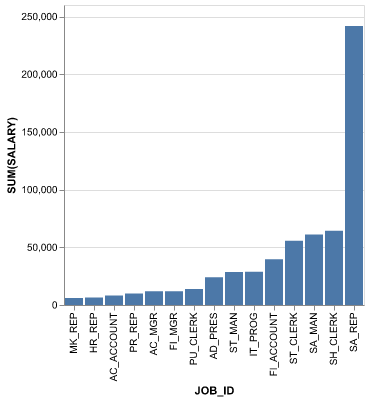 250,000
200,000
150,000
100,000
50,000
0
SUM(SALARY)
MK_REP
HR_REP
AC_ACCOUNT
PR_REP
AC_MGR
FI_MGR
PU_CLERK
AD_PRES
ST_MAN
IT_PROG
FI_ACCOUNT
ST_CLERK
SA_MAN
SH_CLERK
SA_REP
JOB_ID